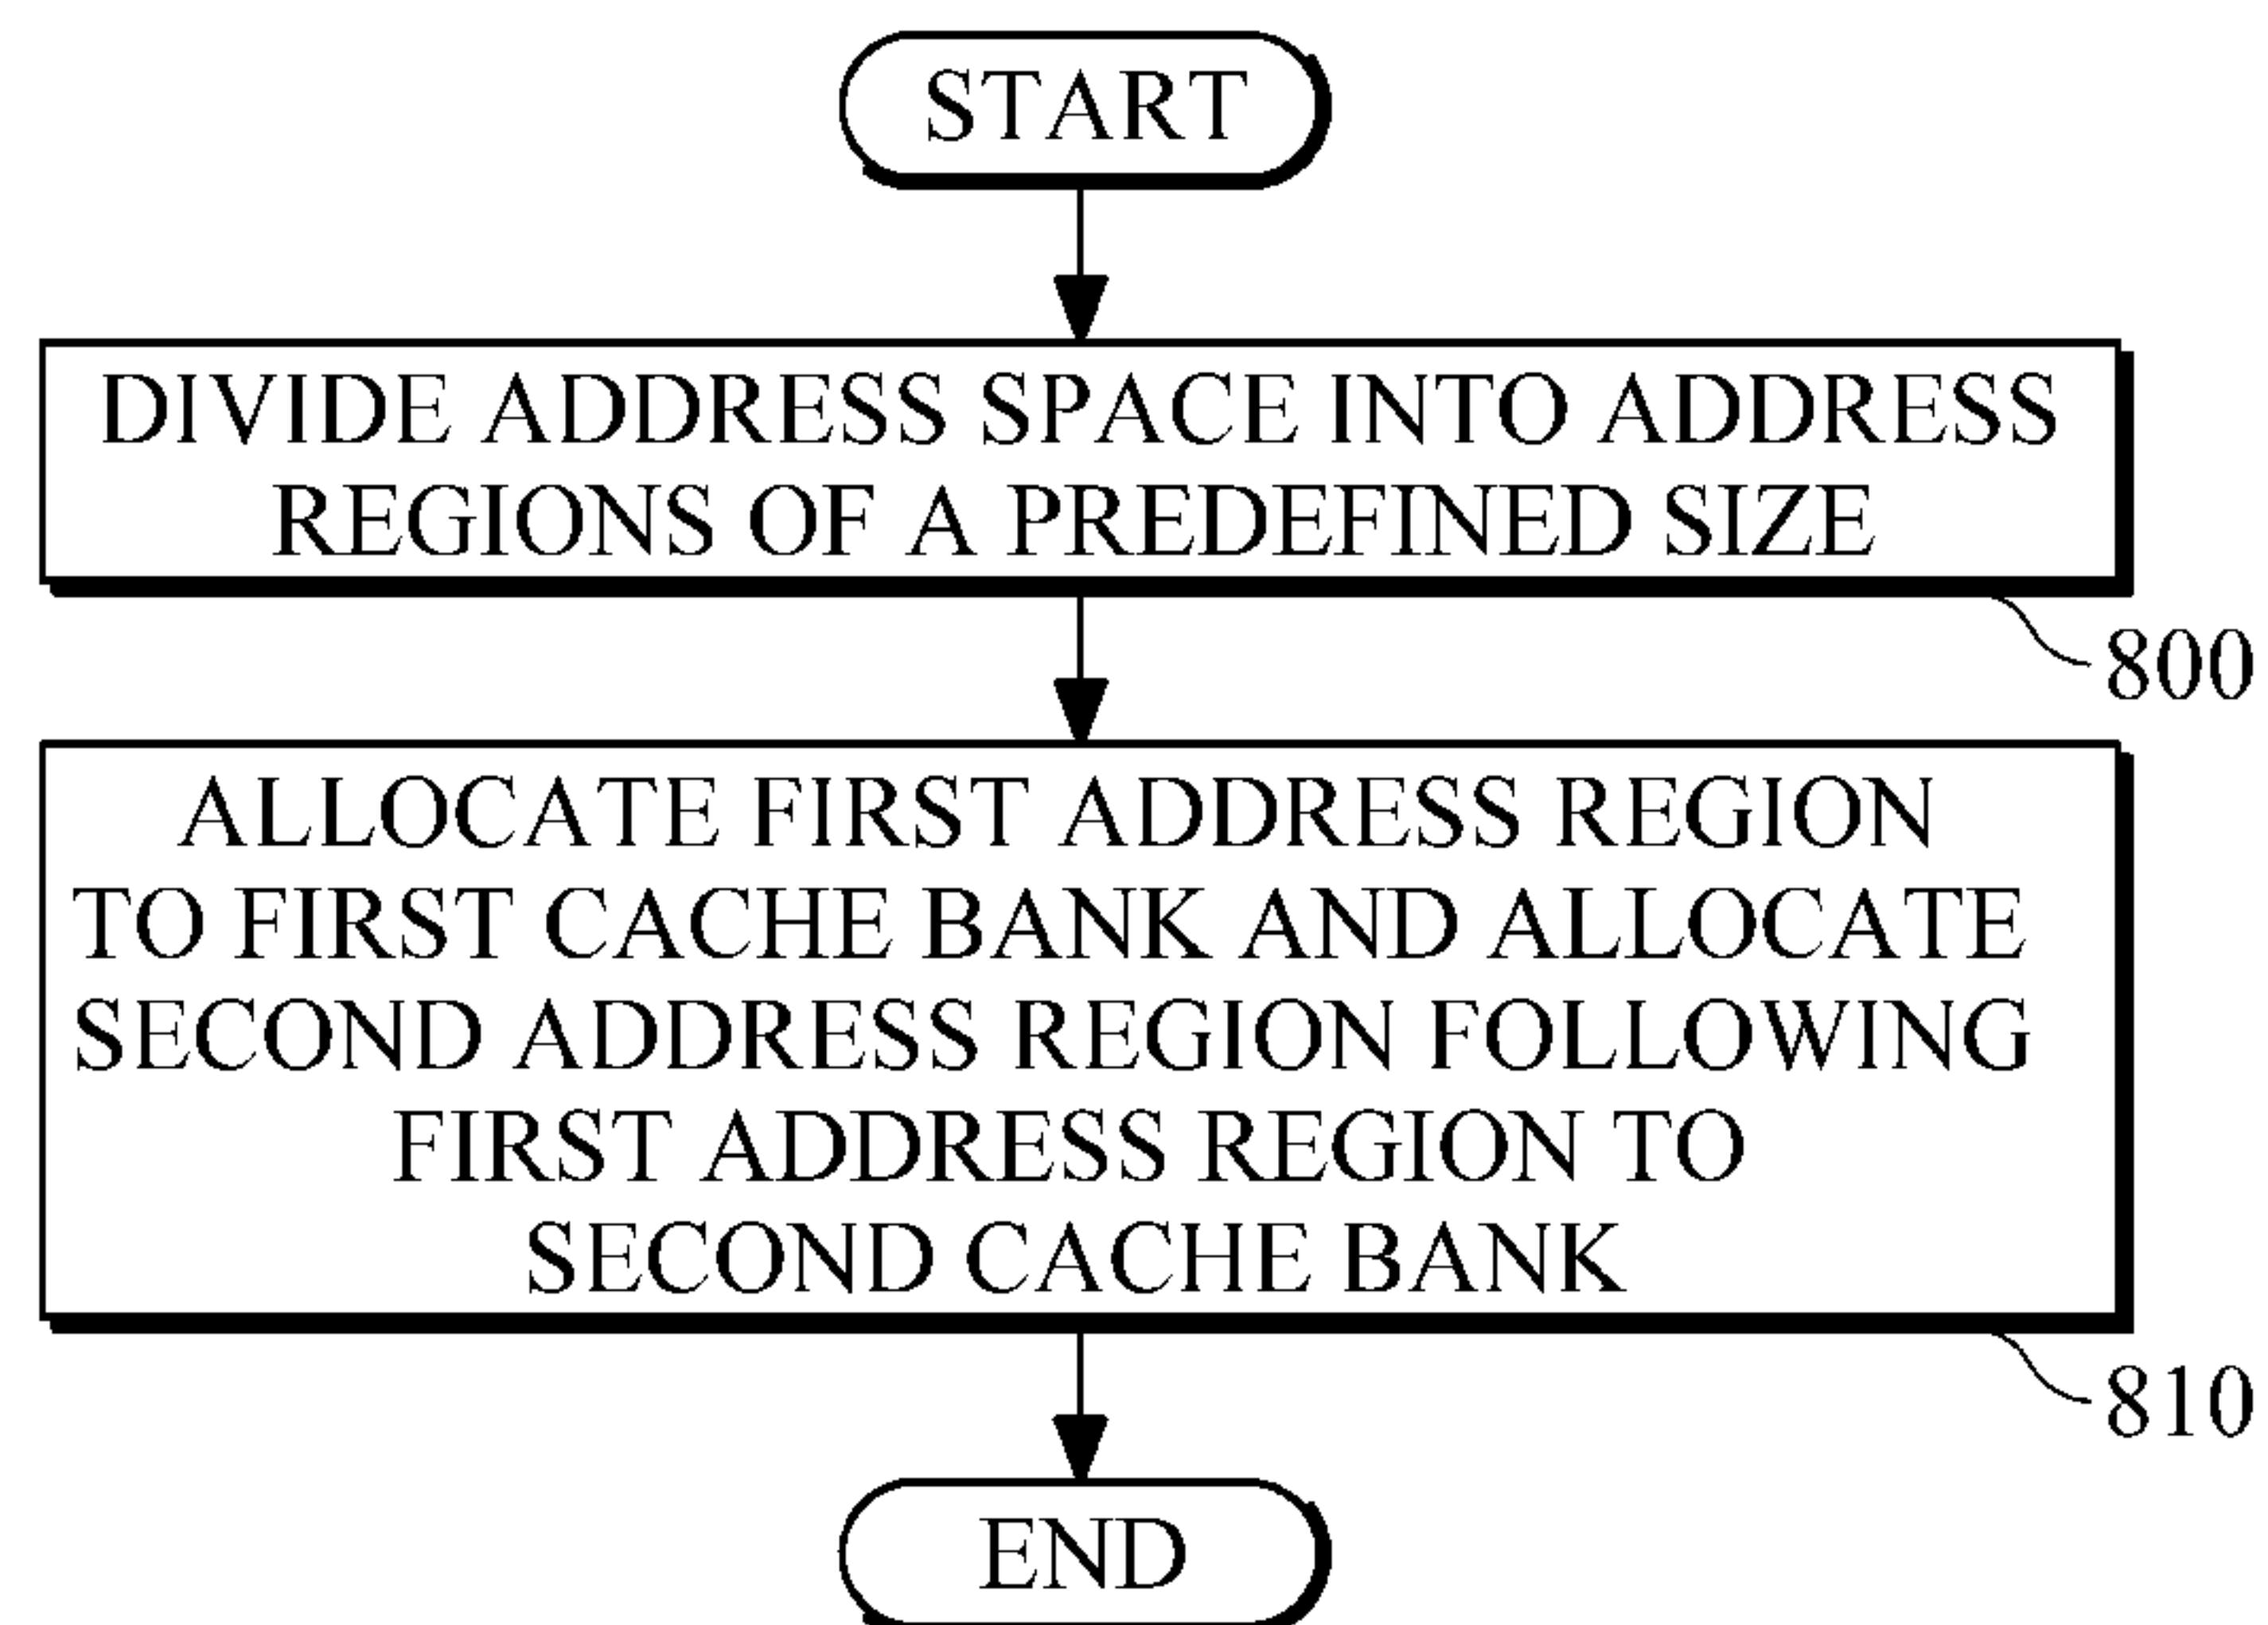 START
DIVIDE ADDRESS SPACE INTO ADDRESS
REGIONS OF A PREDEFINED SIZE
800
ALLOCATE FIRST ADDRESS REGION
TO FIRST CACHE BANK AND ALLOCATE
SECOND ADDRESS REGION FOLLOWING
FIRST ADDRESS REGION TO
SECOND CACHE BANK
810
END